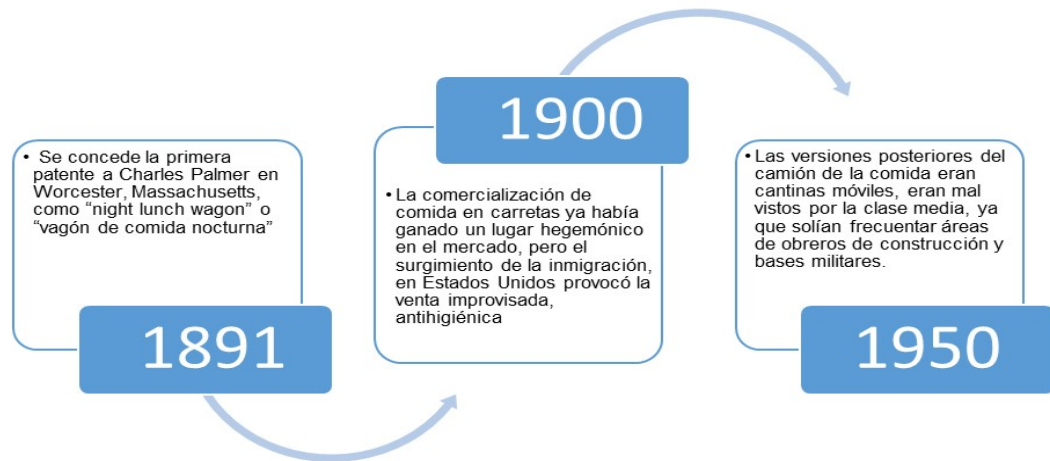 • Se concede la primera
patente a Charles Palmer en
Worcester, Massachusetts,
como “night lunch wagon” o
“vagón de comida nocturna”
1891
1900
• La comercialización de
comida en carretas ya había
ganado un lugar hegemónico
en el mercado, pero el
surgimiento de la inmigración,
en Estados Unidos provocó la
venta improvisada,
antihigiénica
• Las versiones posteriores del
camión de la comida eran
cantinas móviles, eran mal
vistos por la clase media, ya
que solían frecuentar áreas
de obreros de construcción y
bases militares.
1950